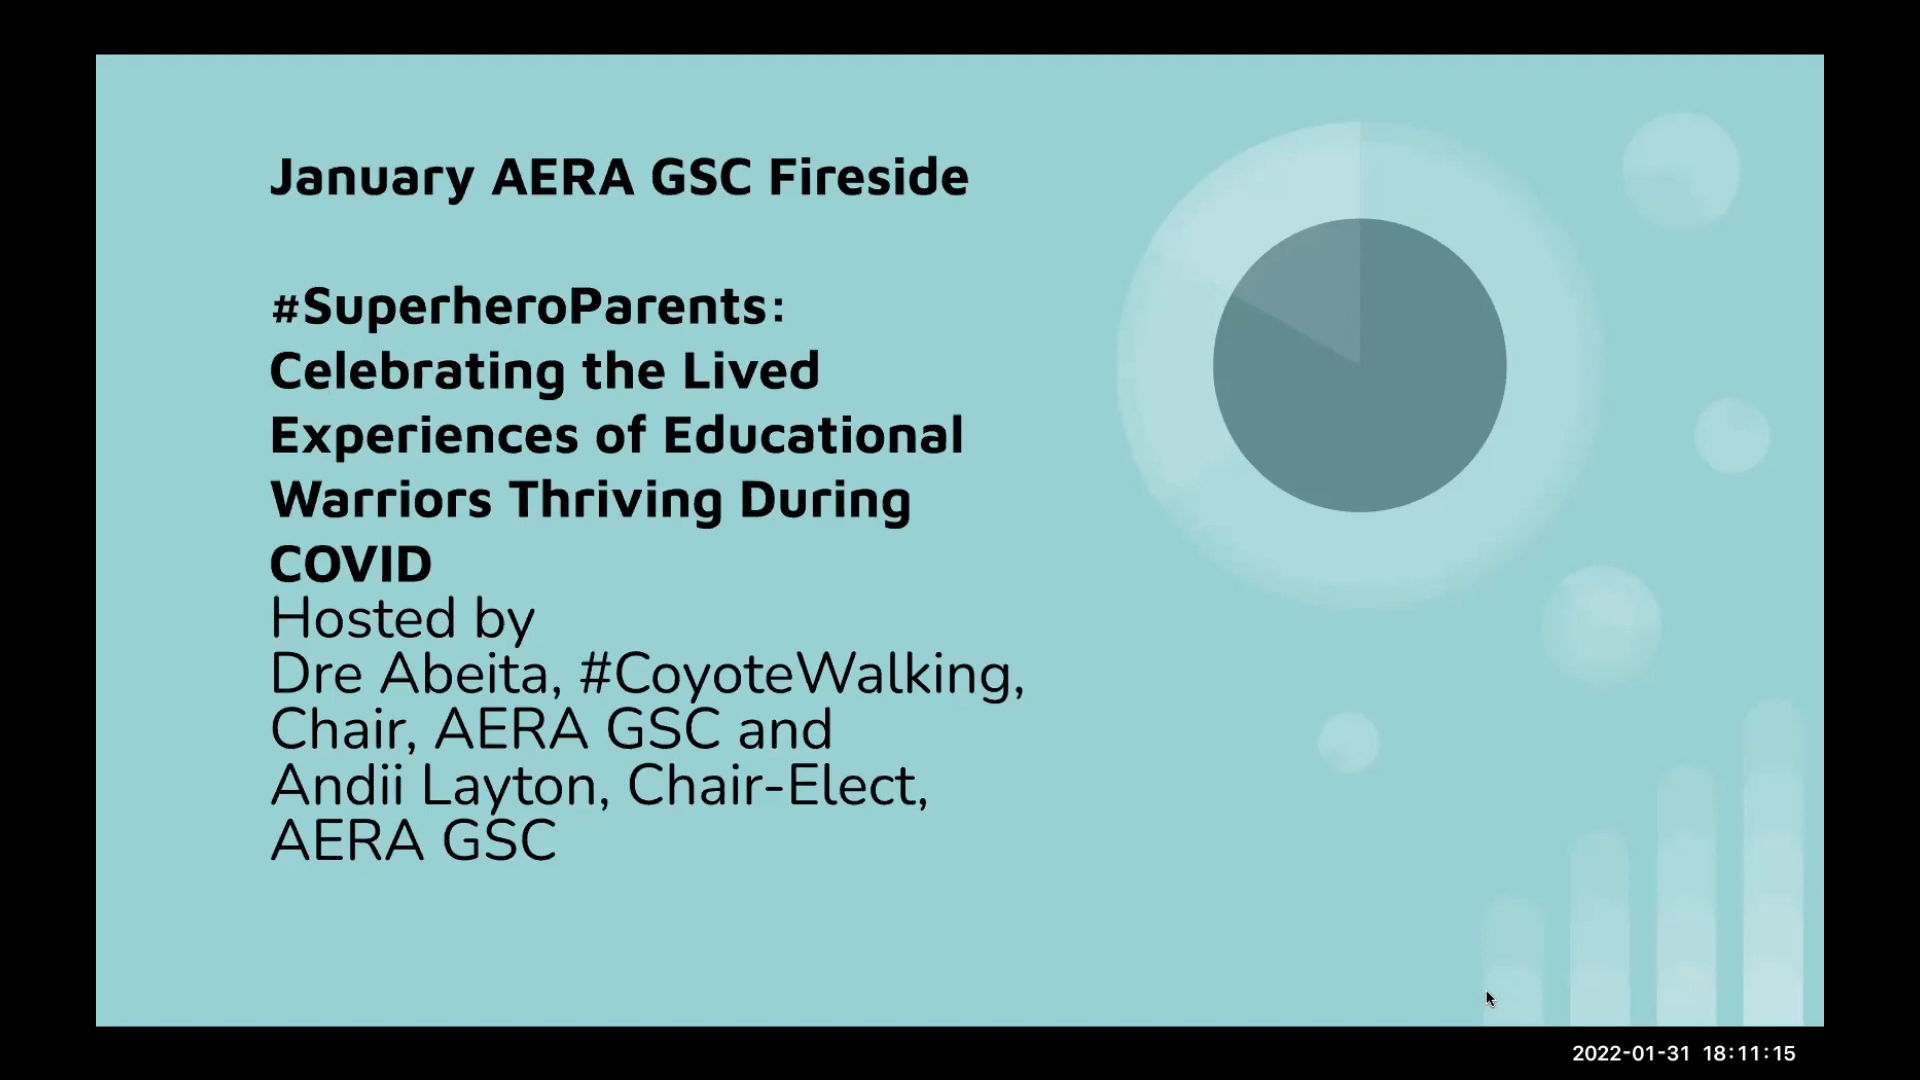 January AERA GSC Fireside
#SuperheroParents:
Celebrating the Lived
Experiences of Educational
Warriors Thriving During
COVID
Hosted by
Dre Abeita, #CoyoteWalking,
Chair, AERA GSC and
Andii Layton, Chair-Elect,
AERA GSC
2022-01-31 18:11:15